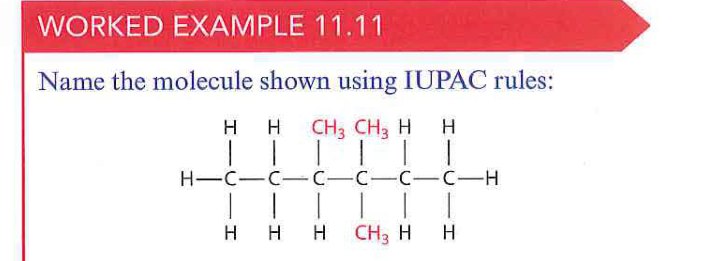 WORKED EXAMPLE 11.11
Name the molecule shown using IUPAC rules:
H H CH₃ CH₃ H H
H—C—C—C—C—C—C—H
H H H CH₃ H H